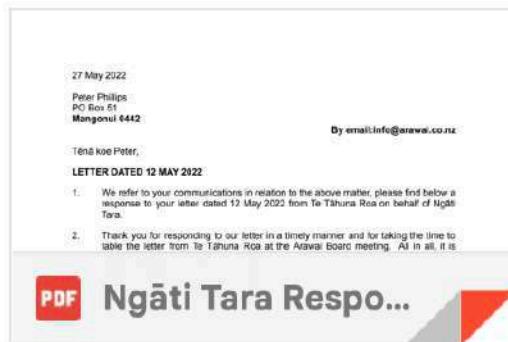 27 May 2022
Peter Phillips
PO Box 51
Mangonui 0442
By email:info@arawai.co.nz
Tēnā koe Peter,
LETTER DATED 12 MAY 2022
1. We refer to your communications in relation to the above matter, please find below a
response to your letter dated 12 May 2022 from Te Tāhuna Roa on behalf of Ngāti
Tara.
2. Thank you for responding to our letter in a timely manner and for taking the time to
table the letter from Te Tāhuna Roa at the Arawai Board meeting. All in all, it is
PDF Ngāti Tara Respo...